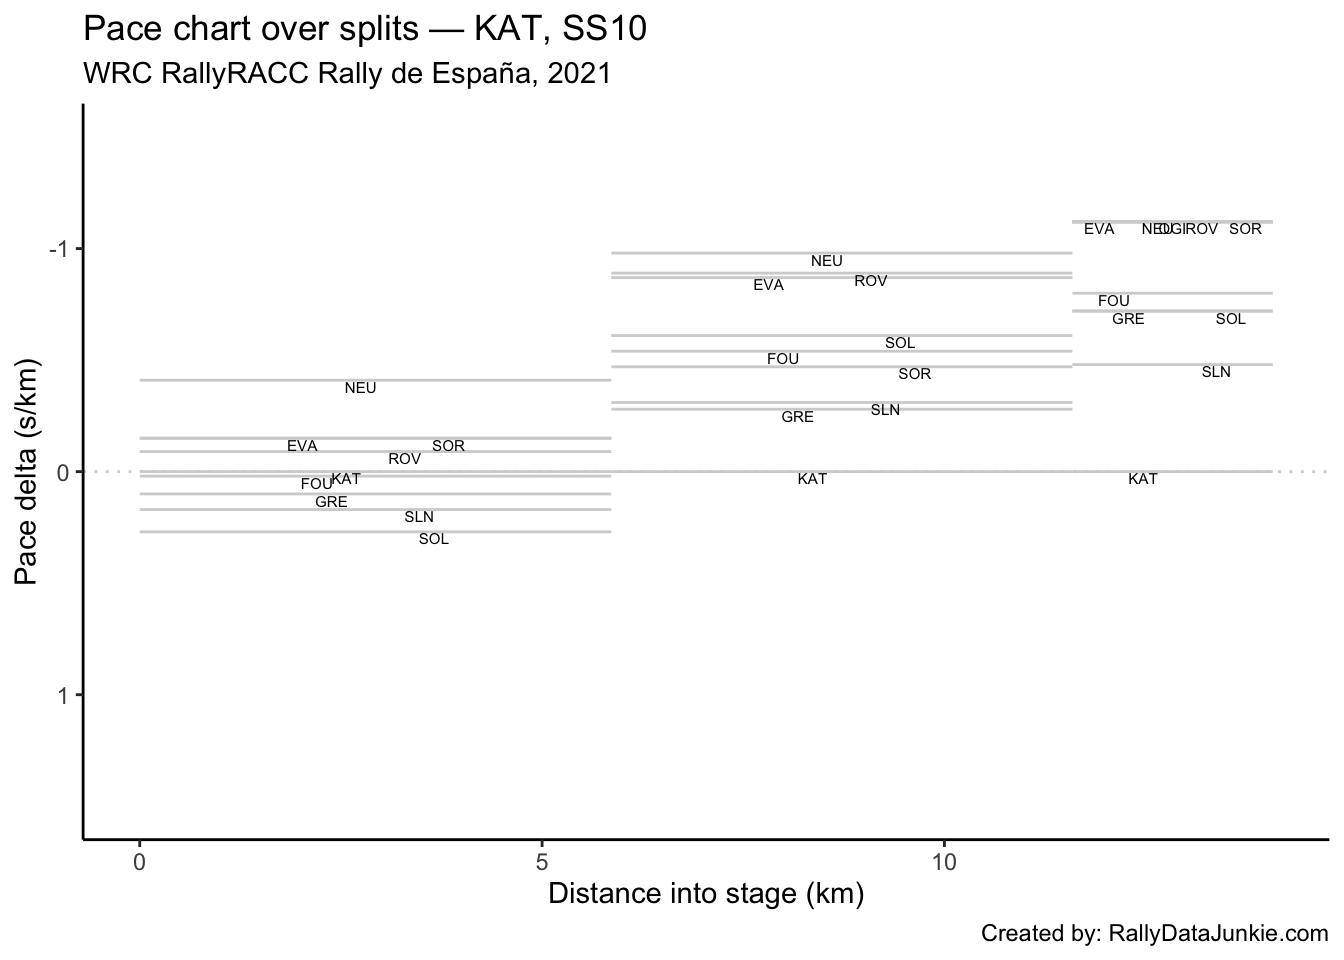 Pace chart over splits — KAT, SS10
WRC RallyRACC Rally de España, 2021
Pace delta (s/km)
-1
0
1
NEU
EVA
SOR
ROV
KAT
FOU
GRE
SLN
SOL
NEU
ROV
EVA
SOL
FOU
SOR
SLN
GRE
KAT
EVA
NEU
OGI
ROV
SOR
FOU
GRE
SOL
SLN
KAT
0
5
10
Distance into stage (km)
Created by: RallyDataJunkie.com